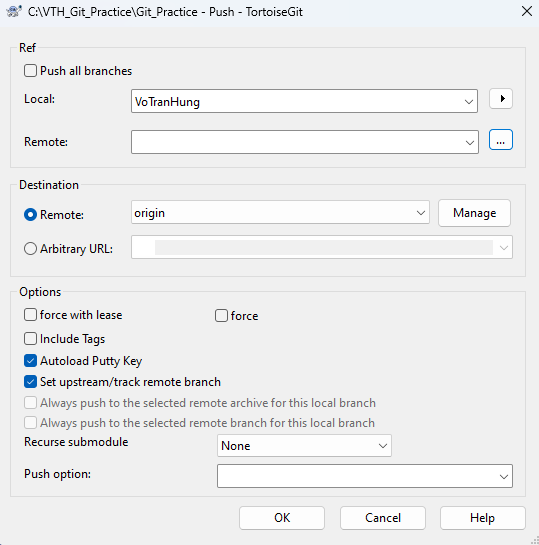 C:\VTH_Git_Practice\Git_Practice - Push - TortoiseGit
Ref
Push all branches
Local:
VoTranHung
Remote:
...
Destination
Remote:
origin
Manage
Arbitrary URL:
Options
force with lease
force
Include Tags
Autoload Putty Key
Set upstream/track remote branch
Always push to the selected remote archive for this local branch
Always push to the selected remote branch for this local branch
Recurse submodule
None
Push option:
OK
Cancel
Help